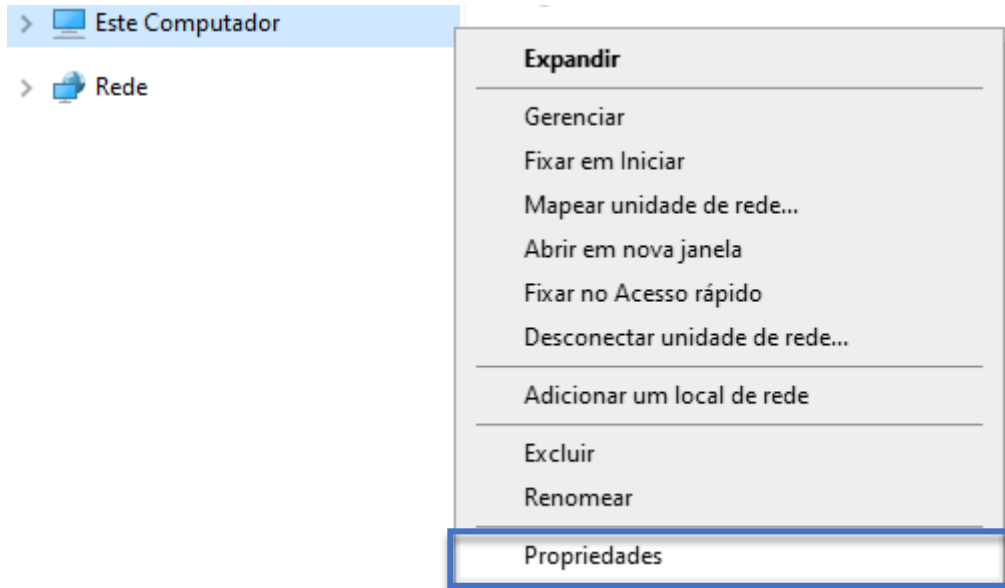 Este Computador
Rede
Expandir
Gerenciar
Fixar em Iniciar
Mapear unidade de rede...
Abrir em nova janela
Fixar no Acesso rápido
Desconectar unidade de rede...
Adicionar um local de rede
Excluir
Renomear
Propriedades